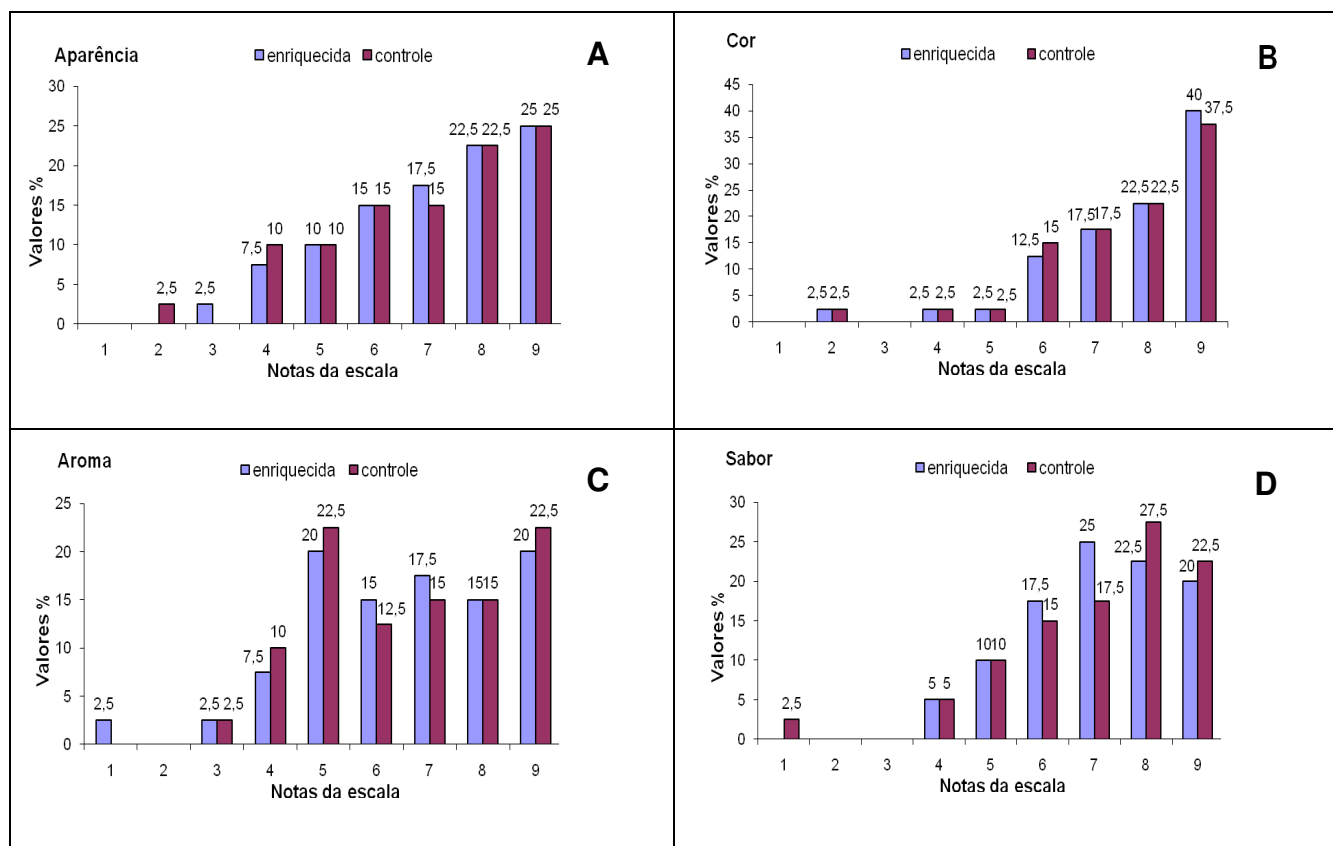 Aparência
enriquecida controle
A
30
25
20
15
10
5
0
Valores %
2,5 2,5 7,5 10 10 10 15 15 17,5 15 22,5 22,5 25 25
1 2 3 4 5 6 7 8 9
Notas da escala
Cor
enriquecida controle
B
45
40
35
30
25
20
15
10
5
0
Valores %
2,5 2,5 2,5 2,5 2,5 2,5 12,5 15 17,5 17,5 22,5 22,5 40 37,5
1 2 3 4 5 6 7 8 9
Notas da escala
Aroma
enriquecida controle
C
25
20
15
10
5
0
Valores %
2,5 2,5 2,5 7,5 10 20 22,5 15 12,5 17,5 15 15 15 20 22,5
1 2 3 4 5 6 7 8 9
Notas da escala
Sabor
enriquecida controle
D
30
25
20
15
10
5
0
Valores %
2,5 5 5 10 10 17,5 15 25 17,5 22,5 27,5 20 22,5
1 2 3 4 5 6 7 8 9
Notas da escala